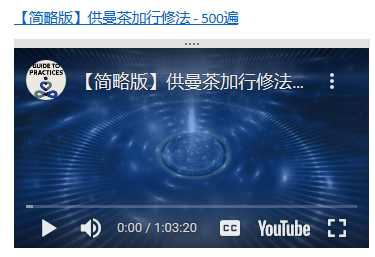 【简略版】供曼茶加行修法 - 500遍
GUIDE TO
PRACTICES
【简略版】供曼茶加行修法...
0:00 / 1:03:20
CC
YouTube